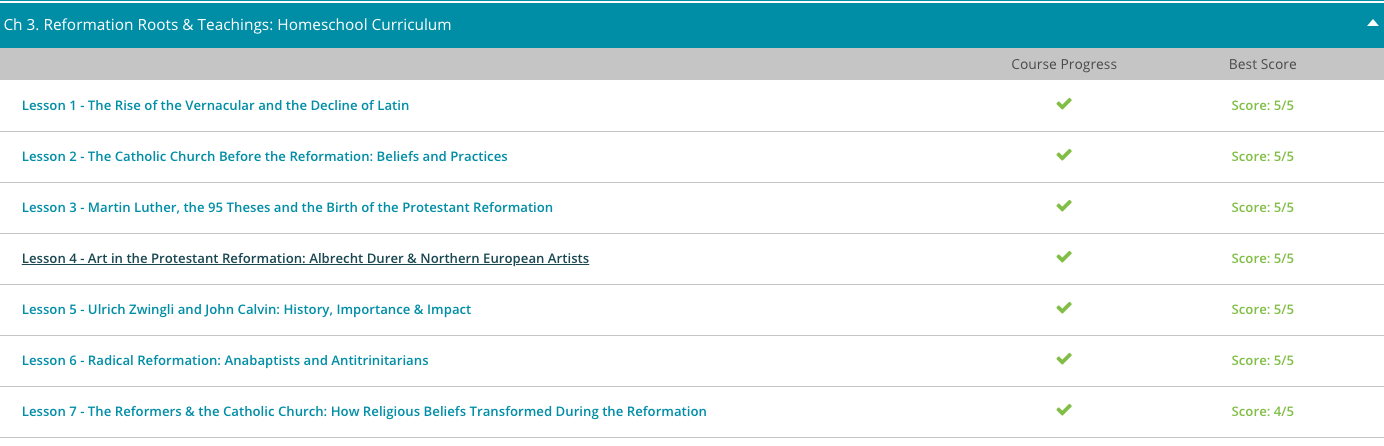 Ch 3. Reformation Roots & Teachings: Homeschool Curriculum
Course Progress Best Score
Lesson 1 - The Rise of the Vernacular and the Decline of Latin Score: 5/5
Lesson 2 - The Catholic Church Before the Reformation: Beliefs and Practices Score: 5/5
Lesson 3 - Martin Luther, the 95 Theses and the Birth of the Protestant Reformation Score: 5/5
Lesson 4 - Art in the Protestant Reformation: Albrecht Durer & Northern European Artists Score: 5/5
Lesson 5 - Ulrich Zwingli and John Calvin: History, Importance & Impact Score: 5/5
Lesson 6 - Radical Reformation: Anabaptists and Antitrinitarians Score: 5/5
Lesson 7 - The Reformers & the Catholic Church: How Religious Beliefs Transformed During the Reformation Score: 4/5